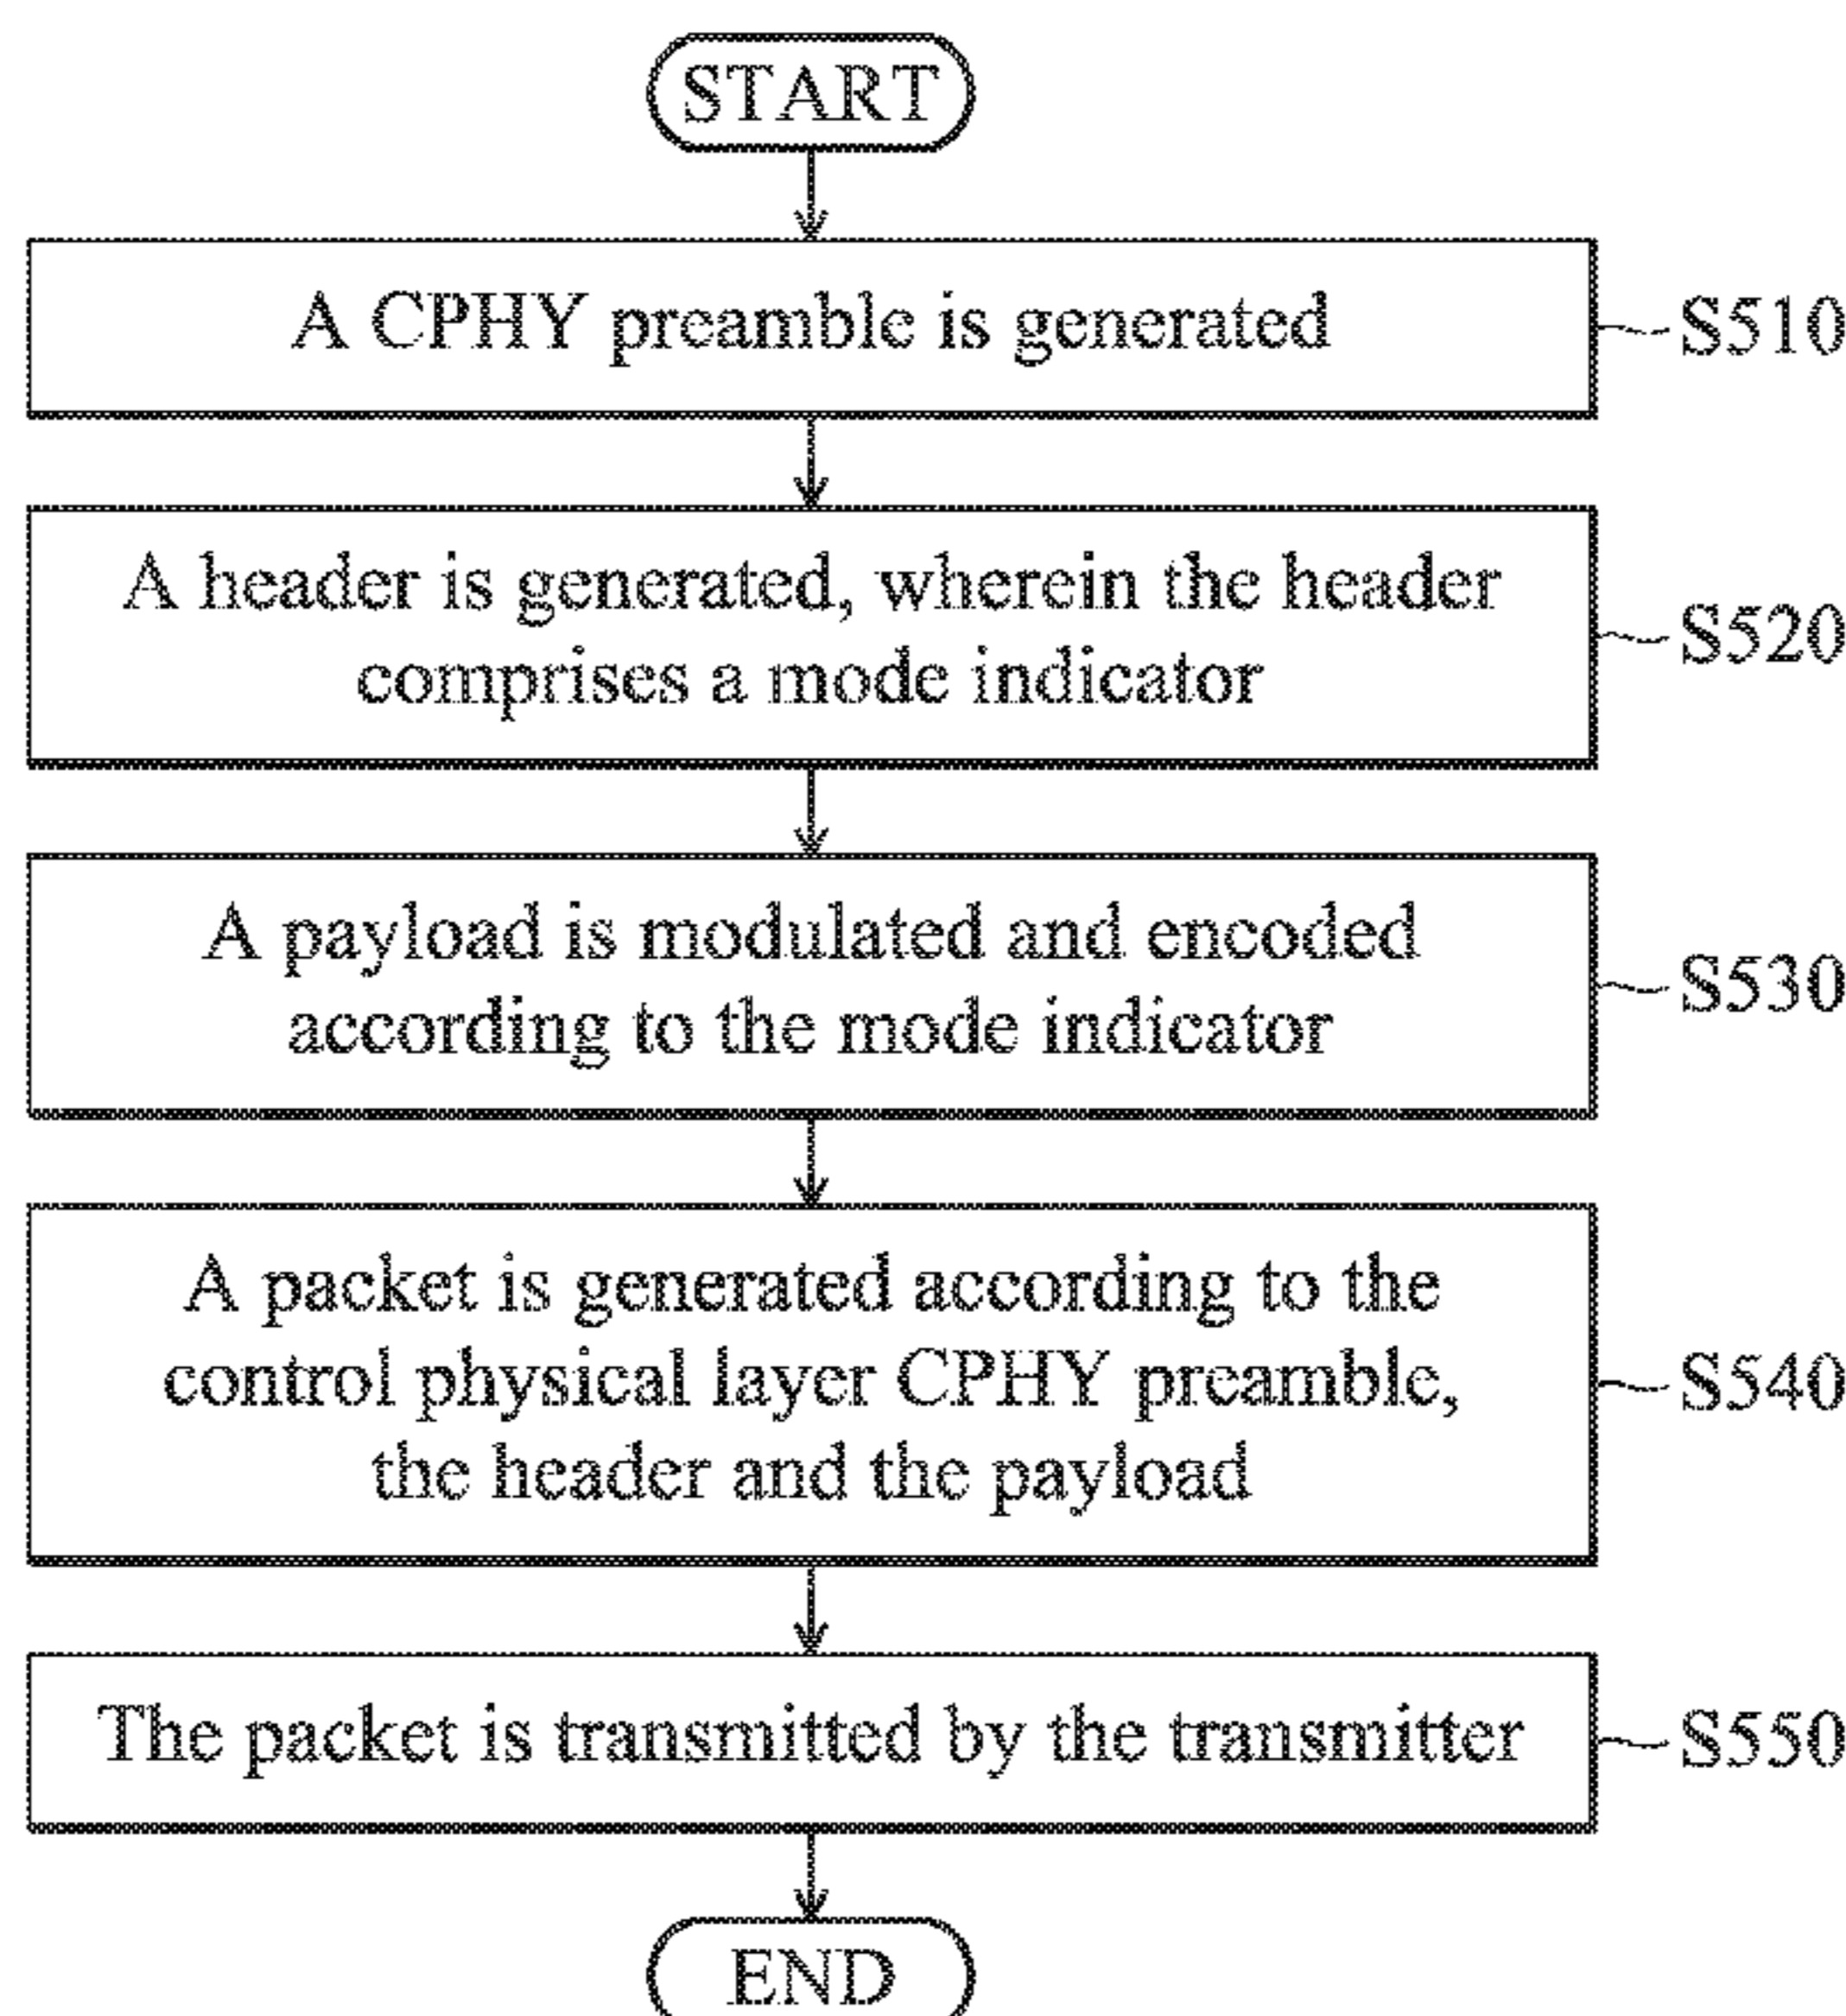 START
A CPHY preamble is generated
S510
A header is generated, wherein the header
comprises a mode indicator
S520
A payload is modulated and encoded
according to the mode indicator
S530
A packet is generated according to the
control physical layer CPHY preamble,
the header and the payload
S540
The packet is transmitted by the transmitter
S550
END